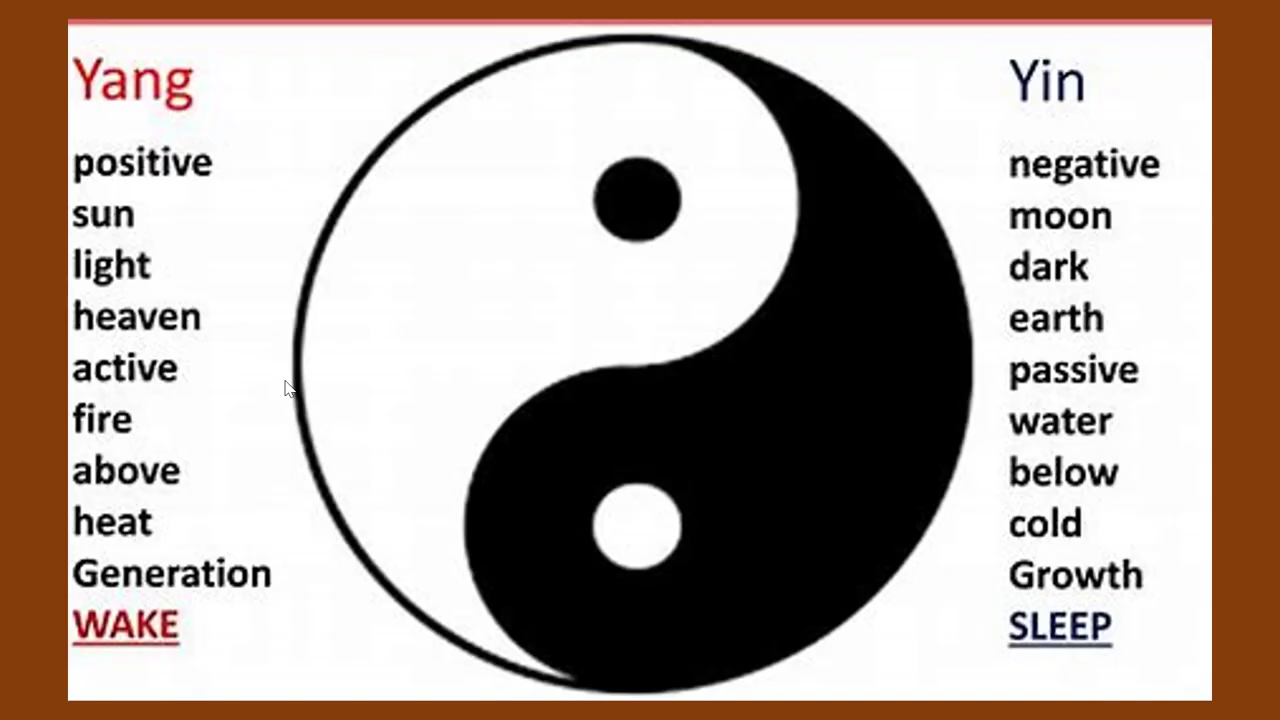 Yang
positive
sun
light
heaven
active
fire
above
heat
Generation
WAKE
Yin
negative
moon
dark
earth
passive
water
below
cold
Growth
SLEEP